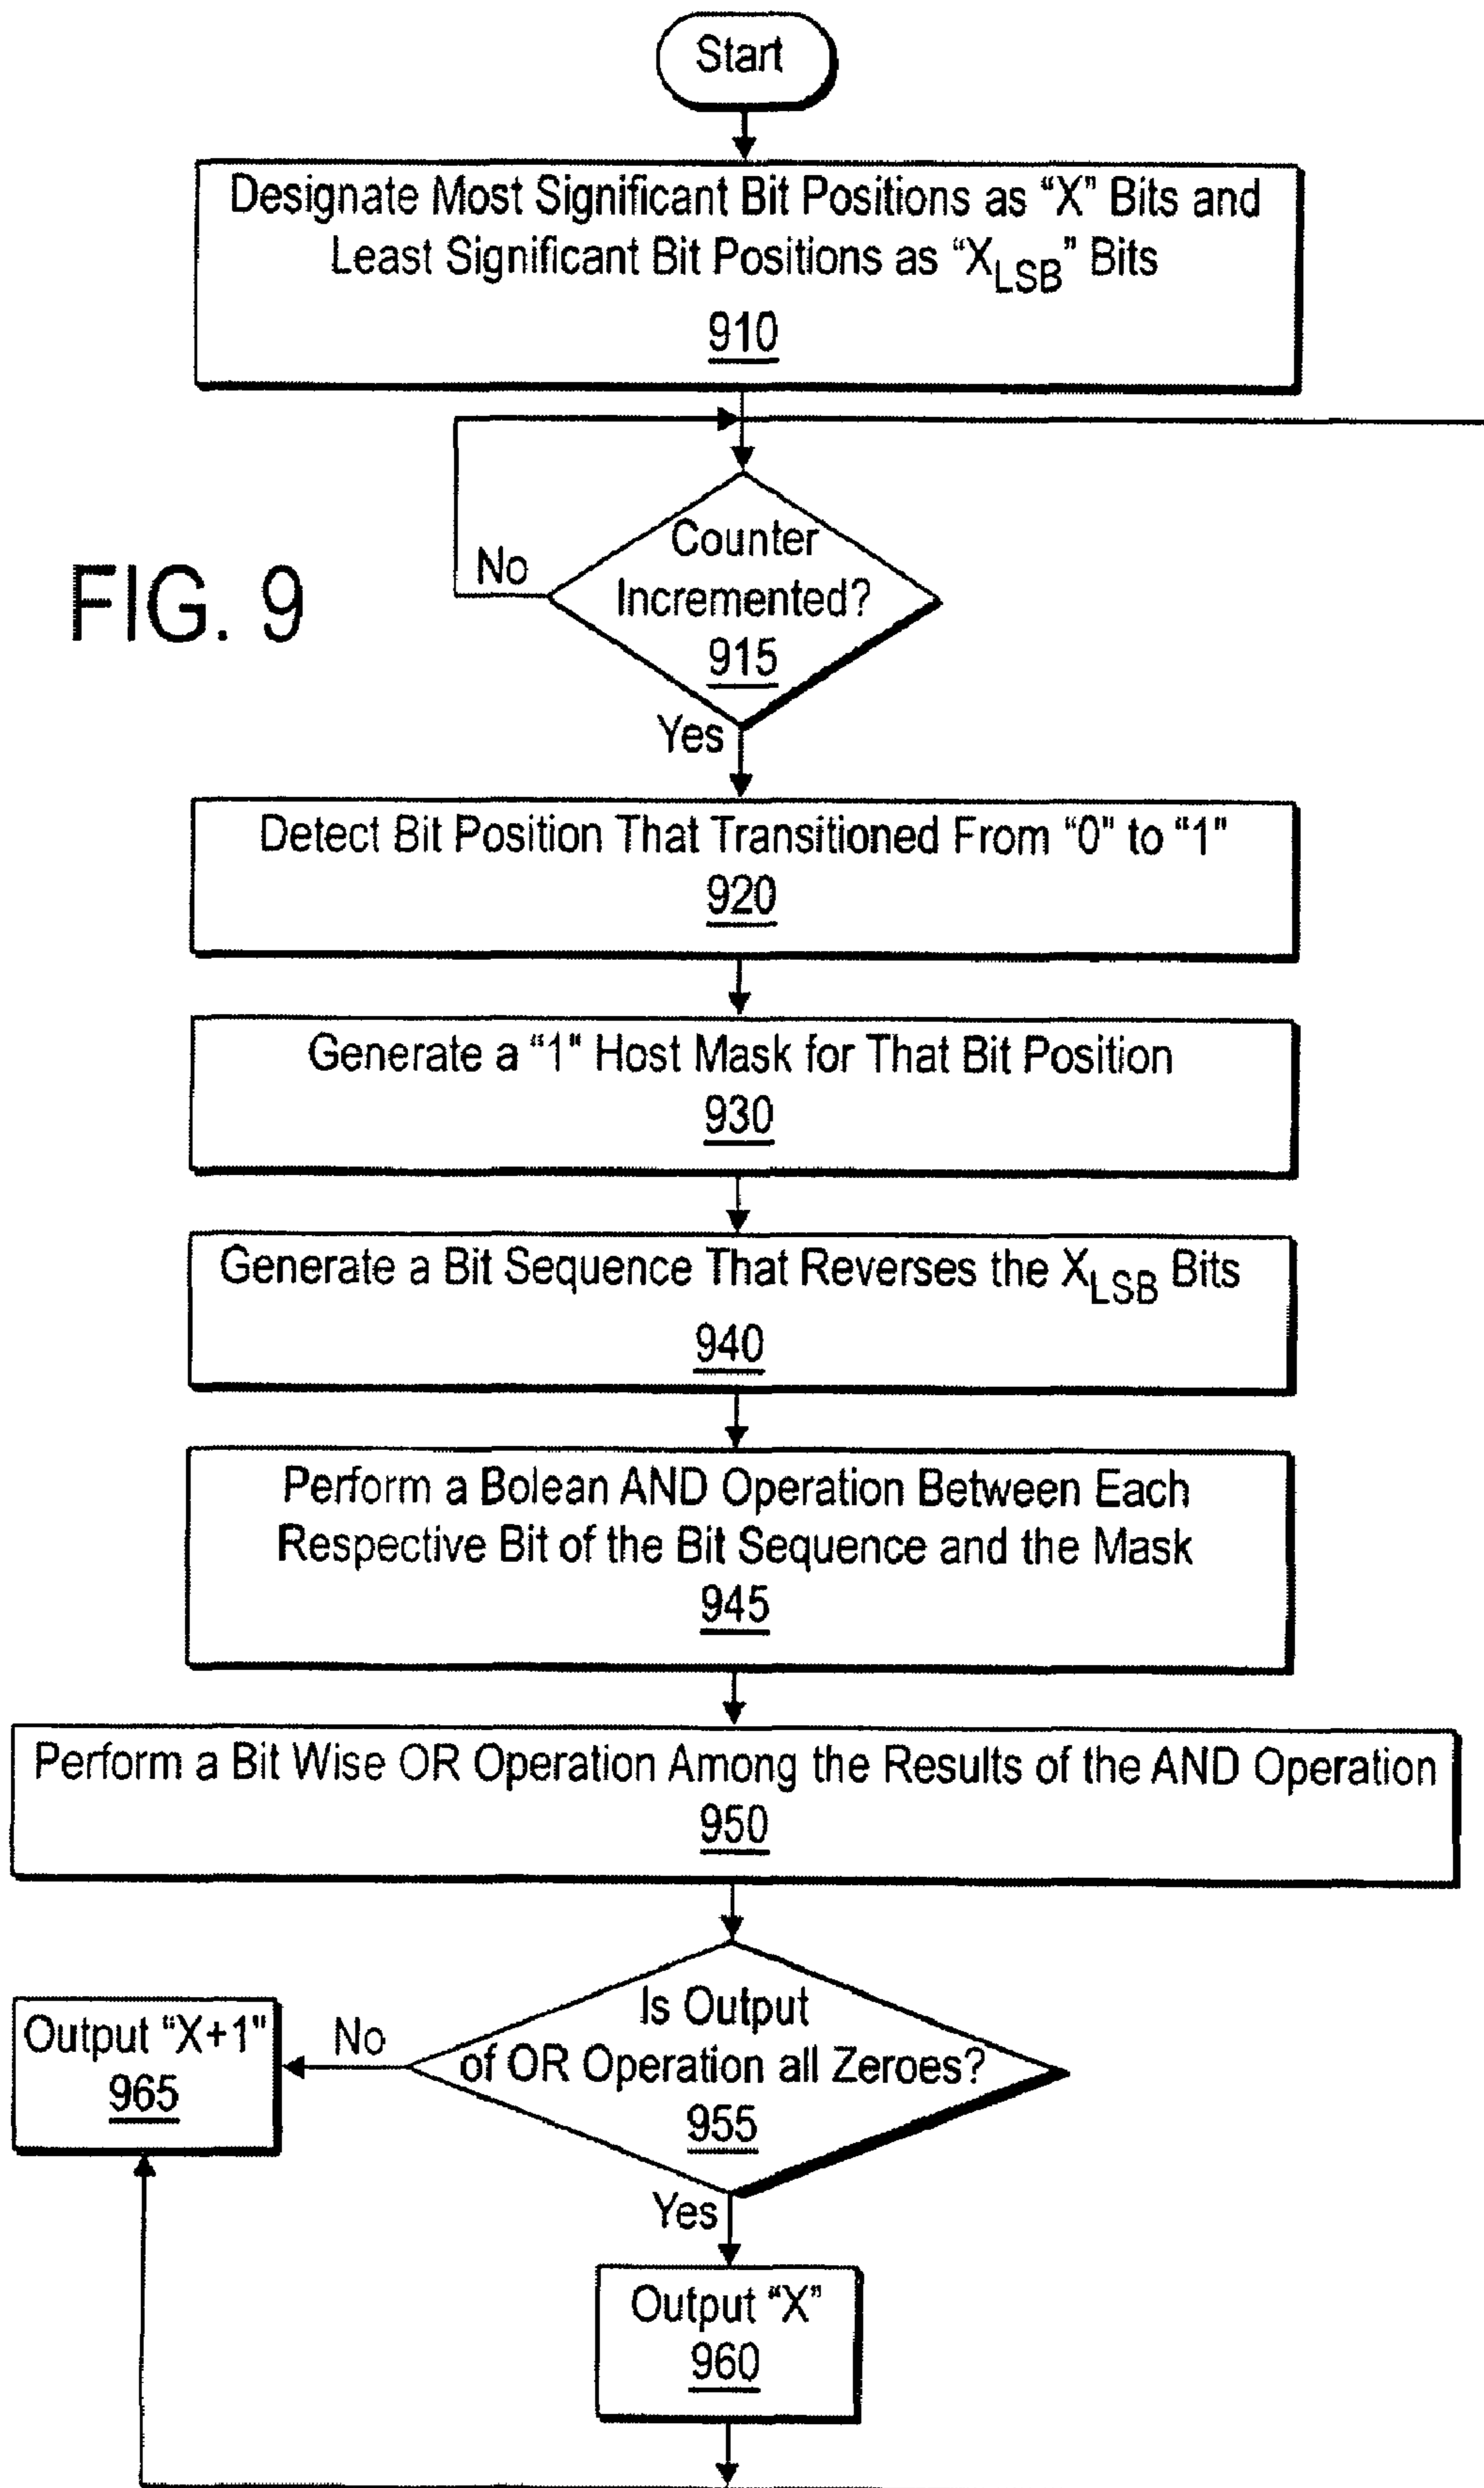 Start
Designate Most Significant Bit Positions as “X” Bits and
Least Significant Bit Positions as “XLSB” Bits
910
FIG. 9
No
Counter
Incremented?
915
Yes
Detect Bit Position That Transitioned From “0” to “1”
920
Generate a “1” Host Mask for That Bit Position
930
Generate a Bit Sequence That Reverses the XLSB Bits
940
Perform a Bolean AND Operation Between Each
Respective Bit of the Bit Sequence and the Mask
945
Perform a Bit Wise OR Operation Among the Results of the AND Operation
950
Output “X+1”
965
No
Is Output
of OR Operation all Zeroes?
955
Yes
Output “X”
960